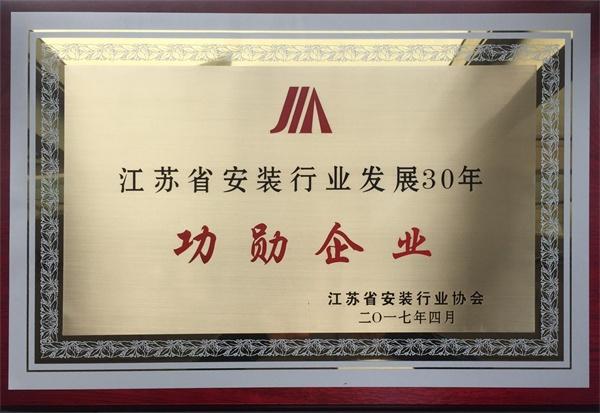 江苏省安装行业发展30年
功勋企业
江苏省安装行业协会
二〇一七年四月